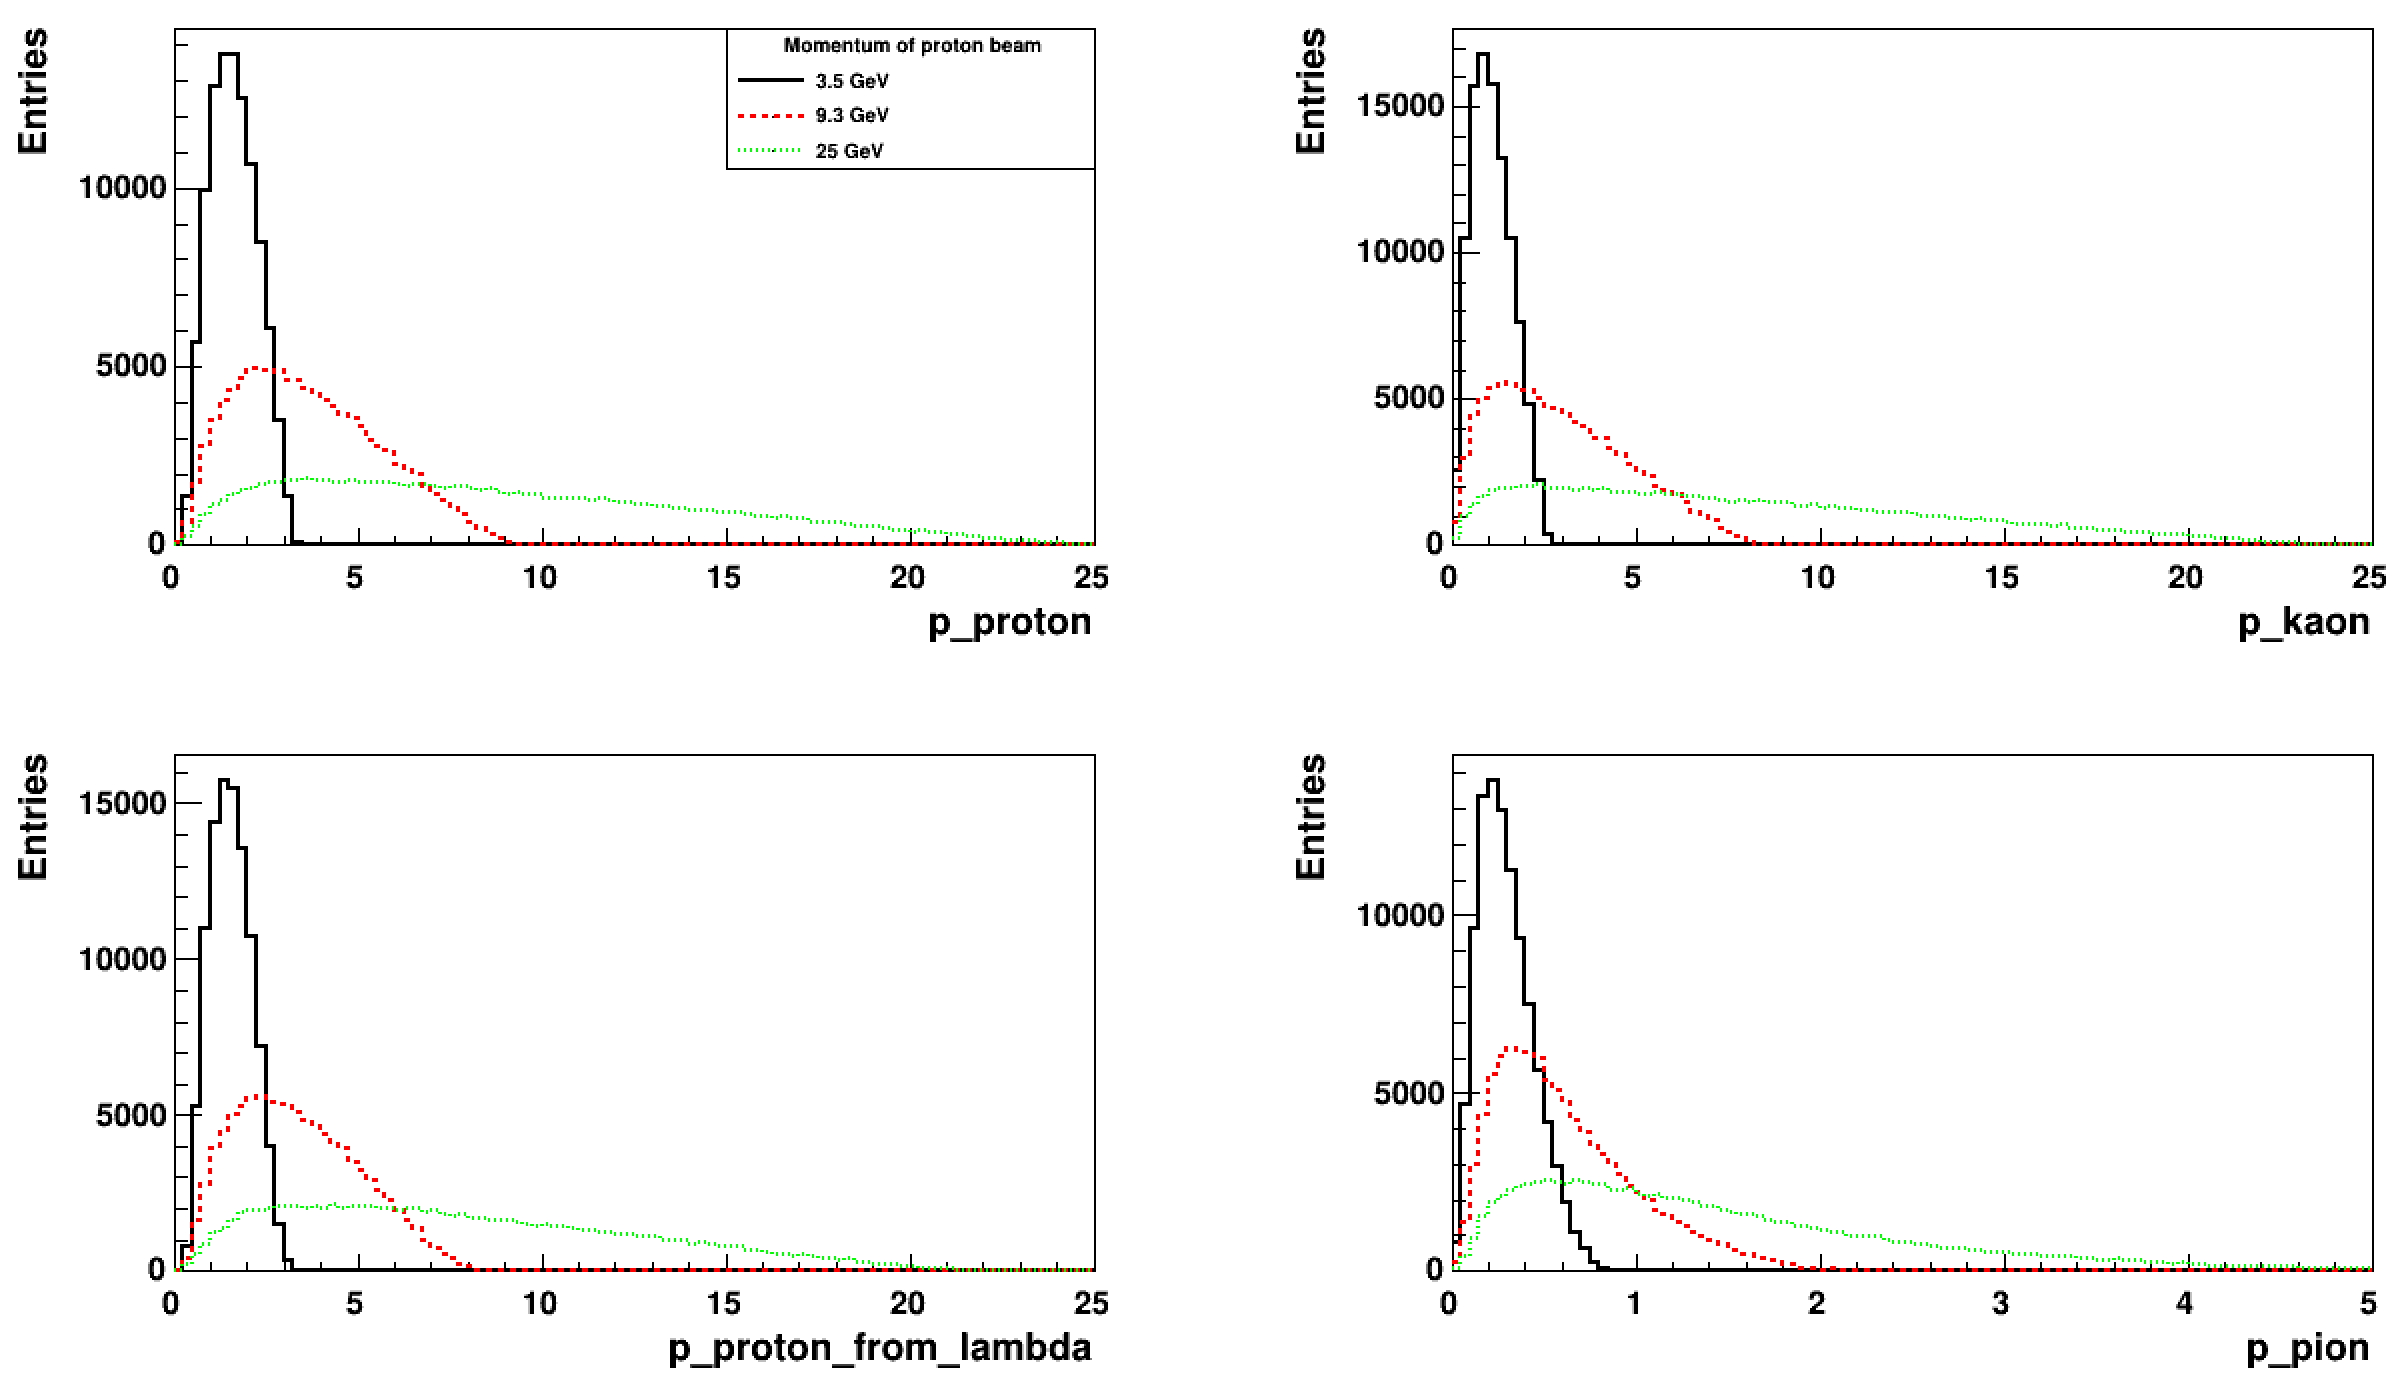 Entries
Momentum of proton beam
3.5 GeV
9.3 GeV
25 GeV
10000
5000
0
0 5 10 15 20 25
p_proton
Entries
15000
10000
5000
0
0 5 10 15 20 25
p_kaon
Entries
15000
10000
5000
0
0 5 10 15 20 25
p_proton_from_lambda
Entries
10000
5000
0
0 1 2 3 4 5
p_pion